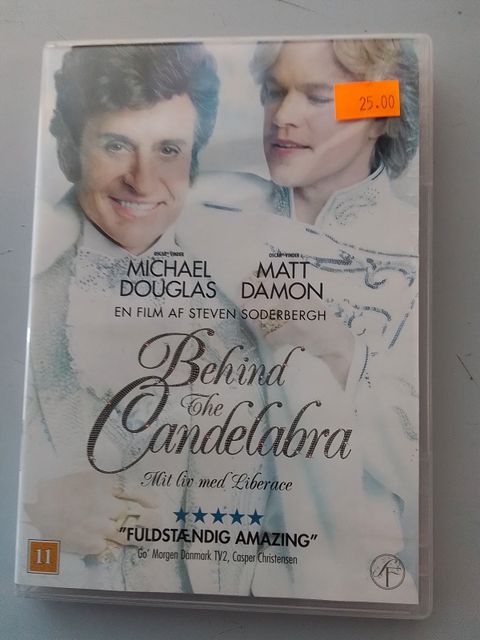 25.00
OSCAR®-VINDER
OSCAR®-VINDER
MICHAEL DOUGLAS
MATT DAMON
EN FILM AF STEVEN SODERBERGH
Behind
The
Candelabra
Mit liv med Liberace
"FULDSTÆNDIG AMAZING"
Go' Morgen Danmark TV2, Casper Christensen
11
SF